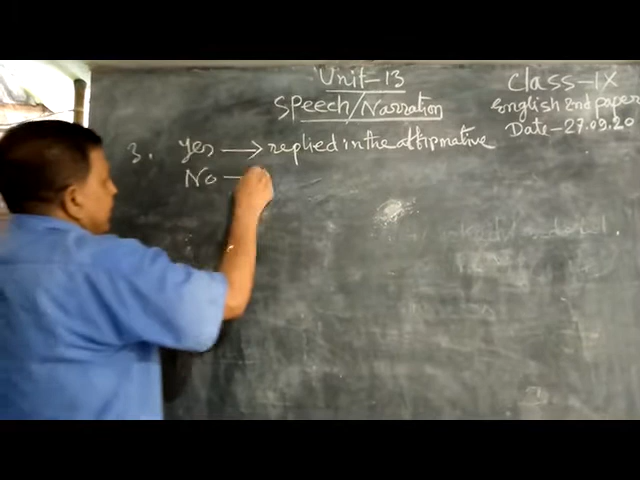 Unit-13
Speech/Narration
Class-IX
English 2nd paper
Date-27.09.20
3. Yes → replied in the affirmative
No —